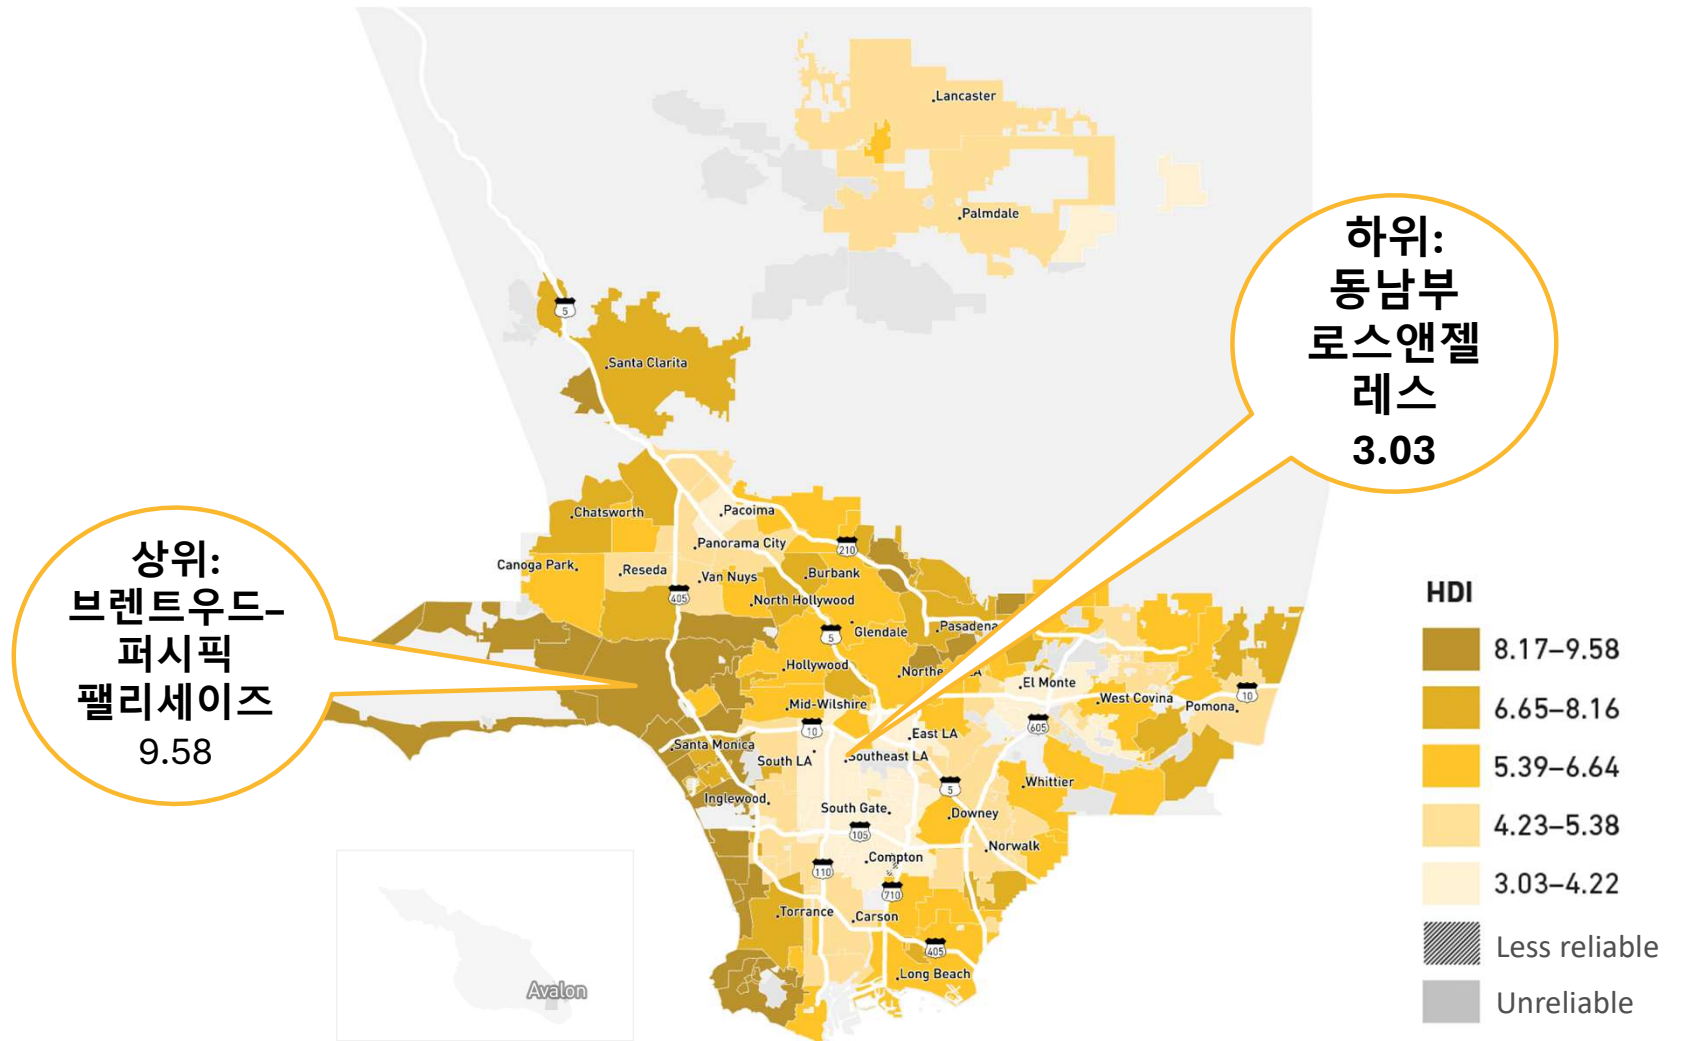 Lancaster
Palmdale
하위:
동남부
로스앤젤
레스
3.03
5
Santa Clarita
상위:
브렌트우드–
퍼시픽
팰리세이즈
9.58
Chatsworth
Pacoima
Panorama City
210
Canoga Park
Reseda
Van Nuys
Burbank
405
North Hollywood
5
Glendale
Pasadena
Hollywood
El Monte
Mid-Wilshire
West Covina
10
Pomona
10
605
Santa Monica
East LA
South LA
Southeast LA
Whittier
5
Inglewood
South Gate
Downey
105
Norwalk
Compton
110
710
Torrance
Carson
405
Long Beach
Avalon
HDI
8.17–9.58
6.65–8.16
5.39–6.64
4.23–5.38
3.03–4.22
Less reliable
Unreliable